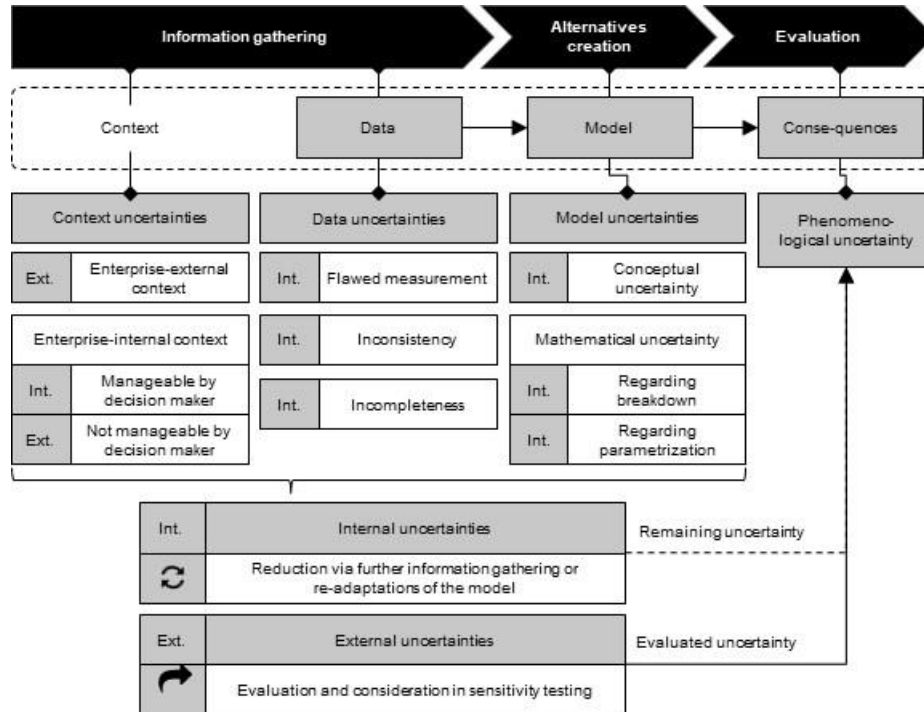 Information gathering
Alternatives
creation
Evaluation
Context
Data
Model
Conse-quences
Context uncertainties
Data uncertainties
Model uncertainties
Phenomeno-
logical uncertainty
Ext.
Enterprise-external
context
Int.
Flawed measurement
Int.
Conceptual
uncertainty
Enterprise-internal context
Int.
Inconsistency
Mathematical uncertainty
Int.
Manageable by
decision maker
Int.
Incompleteness
Int.
Regarding
breakdown
Ext.
Not manageable by
decision maker
Int.
Regarding
parametrization
Int.
Internal uncertainties
Remaining uncertainty
Reduction via further information gathering or
re-adaptations of the model
Ext.
External uncertainties
Evaluated uncertainty
Evaluation and consideration in sensitivity testing